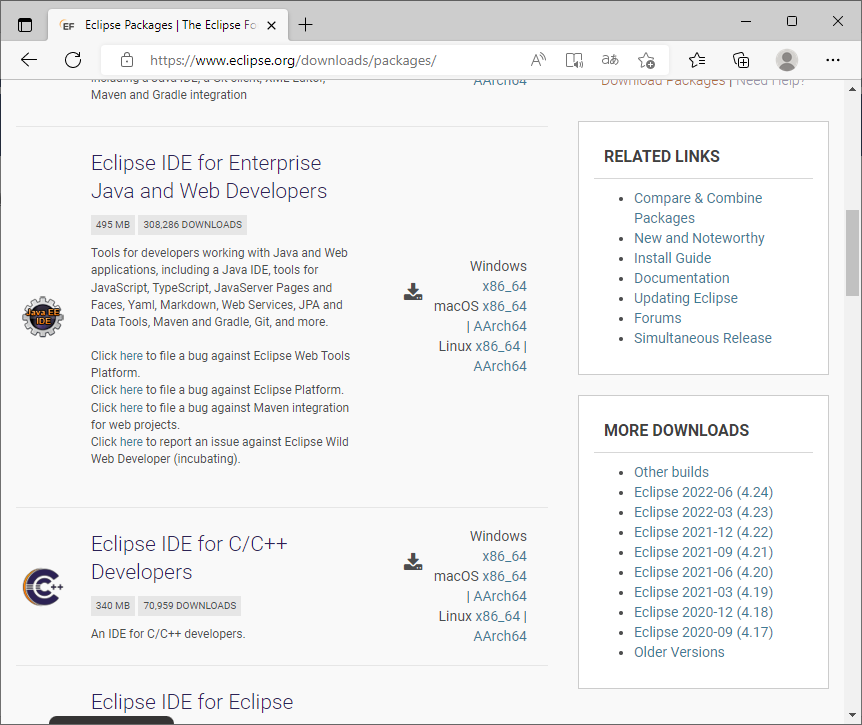 Eclipse Packages | The Eclipse Fo
https://www.eclipse.org/downloads/packages/
including a Java IDE, a Git client, XML Editor,
Maven and Gradle integration
AArch64
Download Packages | Need Help?
Eclipse IDE for Enterprise
Java and Web Developers
495 MB 308,286 DOWNLOADS
Tools for developers working with Java and Web
applications, including a Java IDE, tools for
JavaScript, TypeScript, JavaServer Pages and
Faces, Yaml, Markdown, Web Services, JPA and
Data Tools, Maven and Gradle, Git, and more.
Click here to file a bug against Eclipse Web Tools
Platform.
Click here to file a bug against Eclipse Platform.
Click here to file a bug against Maven integration
for web projects.
Click here to report an issue against Eclipse Wild
Web Developer (incubating).
Java EE
IDE
Windows
x86_64
macOS x86_64
| AArch64
Linux x86_64 |
AArch64
Eclipse IDE for C/C++
Developers
340 MB 70,959 DOWNLOADS
An IDE for C/C++ developers.
C++
Windows
x86_64
macOS x86_64
| AArch64
Linux x86_64 |
AArch64
Eclipse IDE for Eclipse
RELATED LINKS
Compare & Combine
Packages
New and Noteworthy
Install Guide
Documentation
Updating Eclipse
Forums
Simultaneous Release
MORE DOWNLOADS
Other builds
Eclipse 2022-06 (4.24)
Eclipse 2022-03 (4.23)
Eclipse 2021-12 (4.22)
Eclipse 2021-09 (4.21)
Eclipse 2021-06 (4.20)
Eclipse 2021-03 (4.19)
Eclipse 2020-12 (4.18)
Eclipse 2020-09 (4.17)
Older Versions